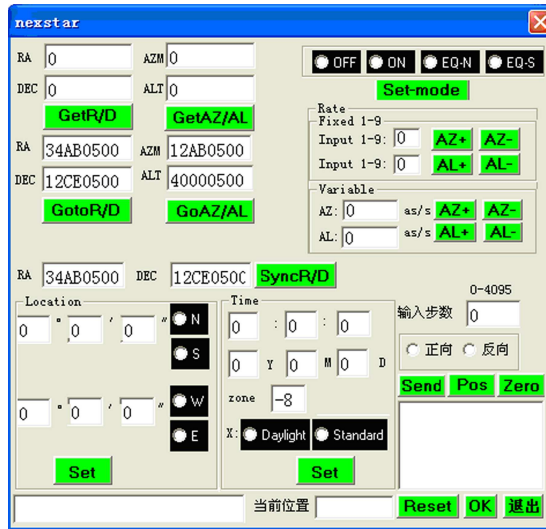 nexstar
RA 0 AZM 0
OFF ON EQ-N EQ-S
DEC 0 ALT 0
Set-mode
GetR/D GetAZ/AL
Rate
Fixed 1-9
Input 1-9: 0 AZ+ AZ-
Input 1-9: 0 AL+ AL-
RA 34AB0500 AZM 12AB0500
DEC 12CE0500 ALT 40000500
GotoR/D GoAZ/AL
Variable
AZ: 0 as/s AZ+ AZ-
AL: 0 as/s AL+ AL-
RA 34AB0500 DEC 12CE0500 SyncR/D
Location
0 ° 0 ′ 0 ″ N
S
0 ° 0 ′ 0 ″ W
E
Set
Time
0 : 0 : 0
0 Y 0 M 0 D
zone -8
X: Daylight Standard
Set
0-4095
输入步数 0
正向 反向
Send Pos Zero
当前位置 Reset OK 退出